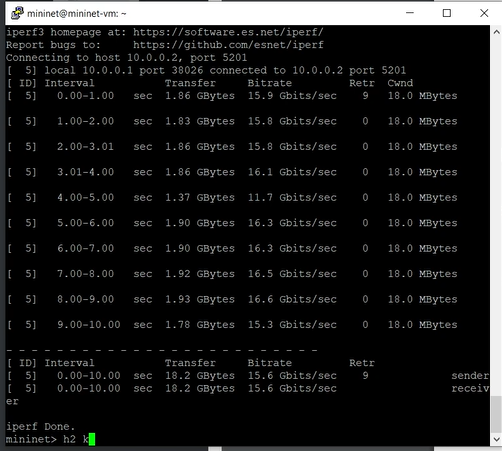 mininet@mininet-vm: ~
iperf3 homepage at: https://software.es.net/iperf/
Report bugs to:     https://github.com/esnet/iperf
Connecting to host 10.0.0.2, port 5201
[  5] local 10.0.0.1 port 38026 connected to 10.0.0.2 port 5201
[ ID] Interval           Transfer     Bitrate         Retr  Cwnd
[  5]   0.00-1.00   sec  1.86 GBytes  15.9 Gbits/sec    9   18.0 MBytes
[  5]   1.00-2.00   sec  1.83 GBytes  15.8 Gbits/sec    0   18.0 MBytes
[  5]   2.00-3.01   sec  1.86 GBytes  15.8 Gbits/sec    0   18.0 MBytes
[  5]   3.01-4.00   sec  1.86 GBytes  16.1 Gbits/sec    0   18.0 MBytes
[  5]   4.00-5.00   sec  1.37 GBytes  11.7 Gbits/sec    0   18.0 MBytes
[  5]   5.00-6.00   sec  1.90 GBytes  16.3 Gbits/sec    0   18.0 MBytes
[  5]   6.00-7.00   sec  1.90 GBytes  16.3 Gbits/sec    0   18.0 MBytes
[  5]   7.00-8.00   sec  1.92 GBytes  16.5 Gbits/sec    0   18.0 MBytes
[  5]   8.00-9.00   sec  1.93 GBytes  16.6 Gbits/sec    0   18.0 MBytes
[  5]   9.00-10.00  sec  1.78 GBytes  15.3 Gbits/sec    0   18.0 MBytes
- - - - - - - - - - - - - - - - - - - - - - - - -
[ ID] Interval           Transfer     Bitrate         Retr
[  5]   0.00-10.00  sec  18.2 GBytes  15.6 Gbits/sec    9             sender
[  5]   0.00-10.00  sec  18.2 GBytes  15.6 Gbits/sec                  receiv
er
iperf Done.
mininet> h2 k